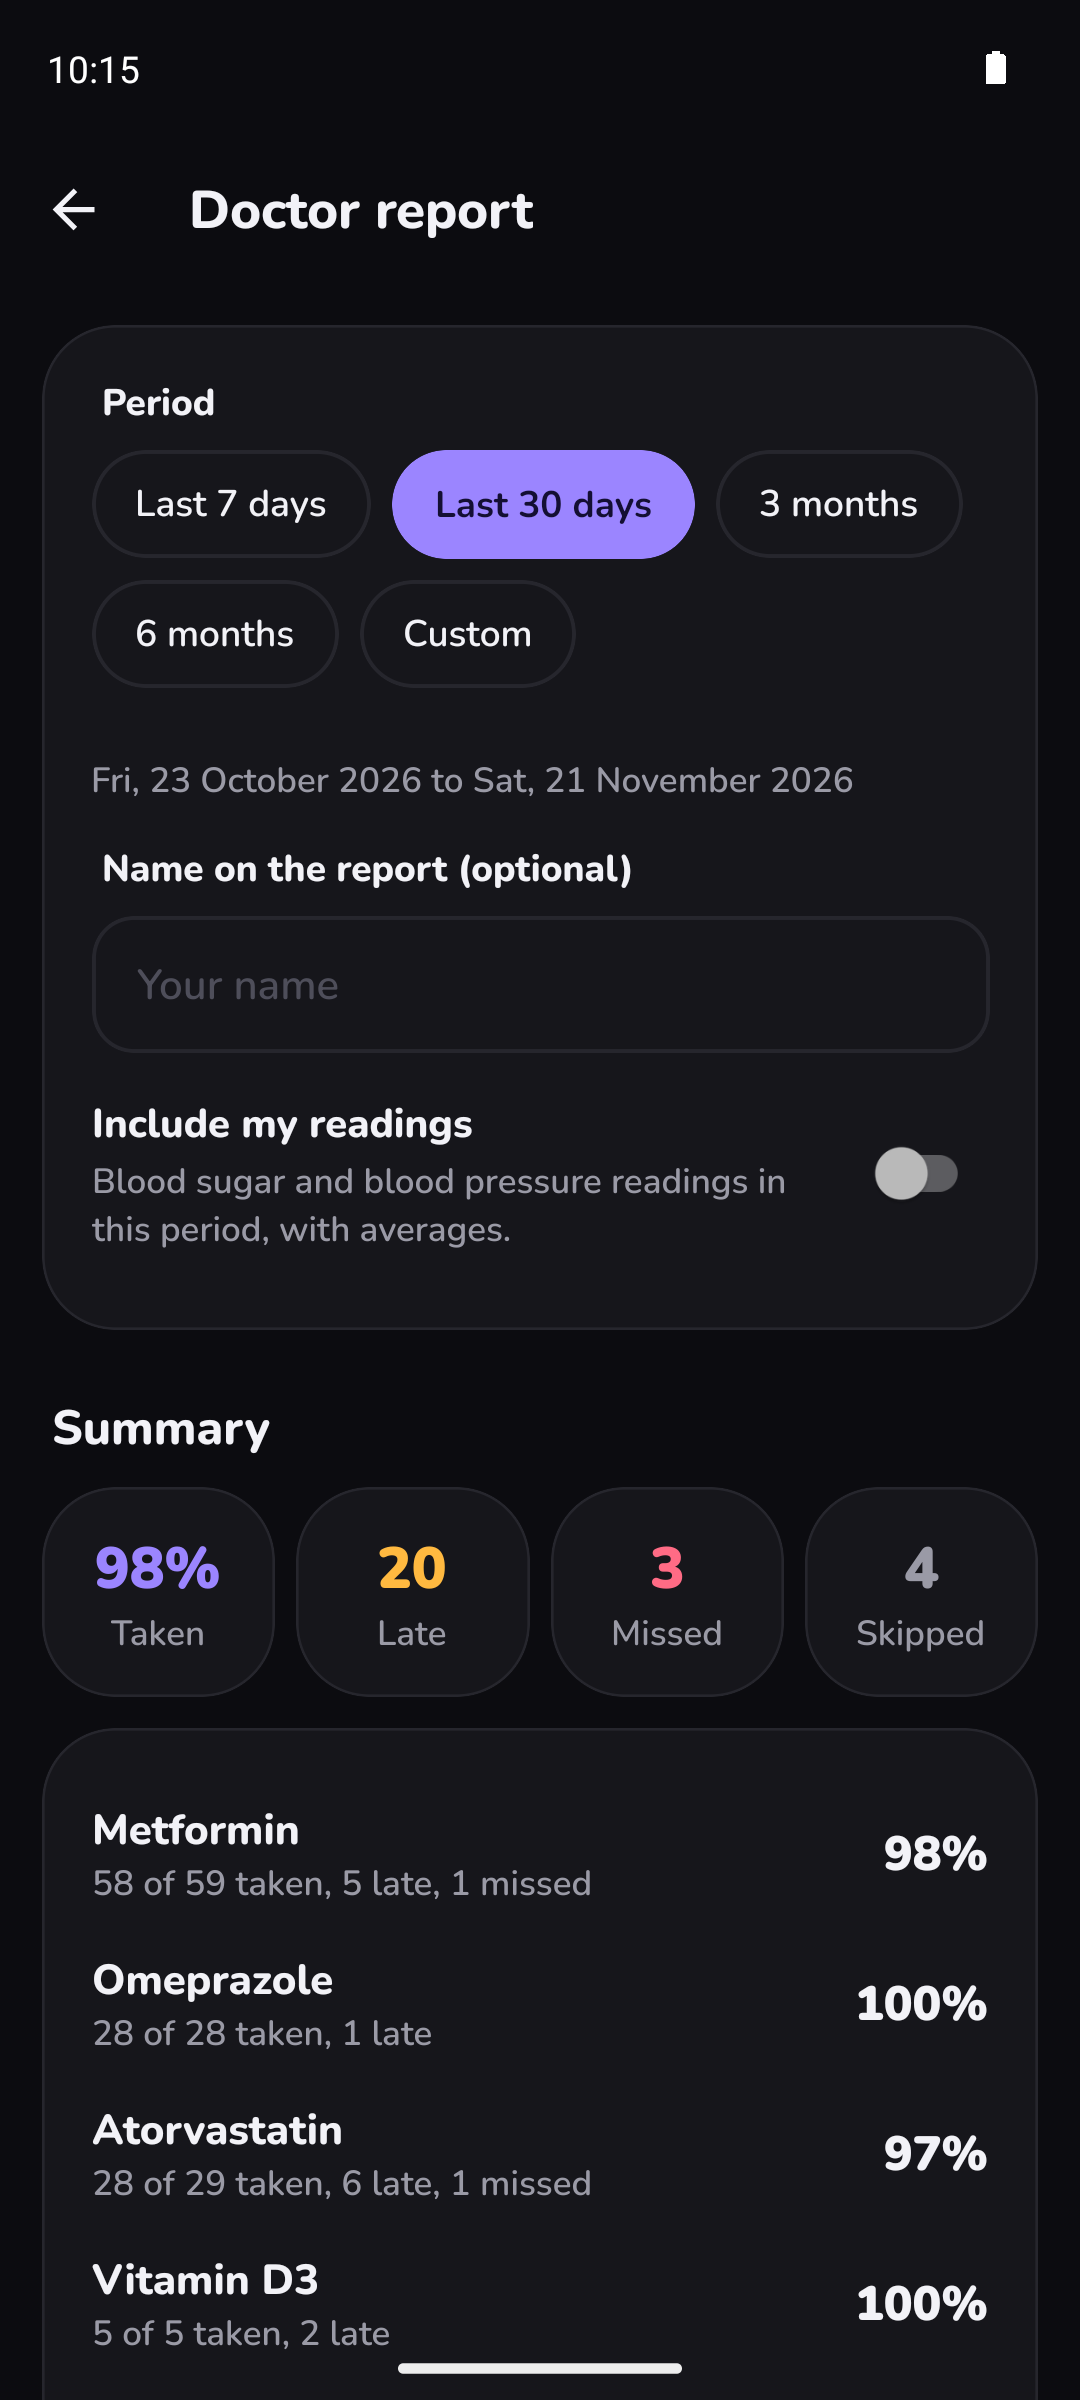 10:15
Doctor report
Period
Last 7 days
Last 30 days
3 months
6 months
Custom
Fri, 23 October 2026 to Sat, 21 November 2026
Name on the report (optional)
Your name
Include my readings
Blood sugar and blood pressure readings in
this period, with averages.
Summary
98%
Taken
20
Late
3
Missed
4
Skipped
Metformin
58 of 59 taken, 5 late, 1 missed
98%
Omeprazole
28 of 28 taken, 1 late
100%
Atorvastatin
28 of 29 taken, 6 late, 1 missed
97%
Vitamin D3
5 of 5 taken, 2 late
100%